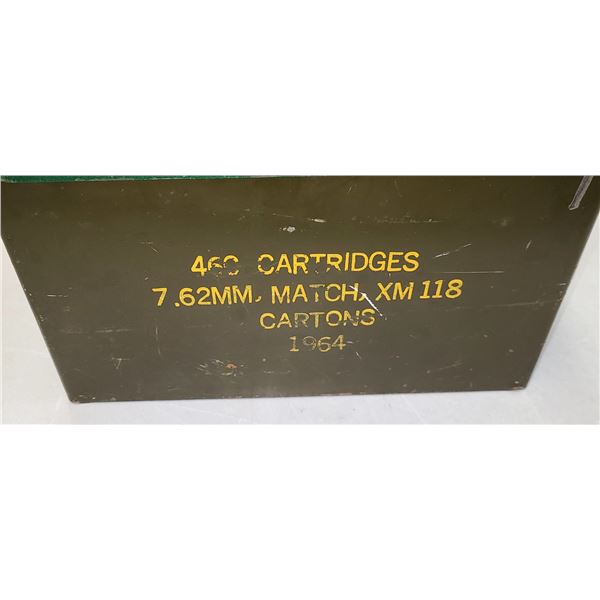 460 CARTRIDGES
7.62MM, MATCH, XM 118
CARTONS
1964